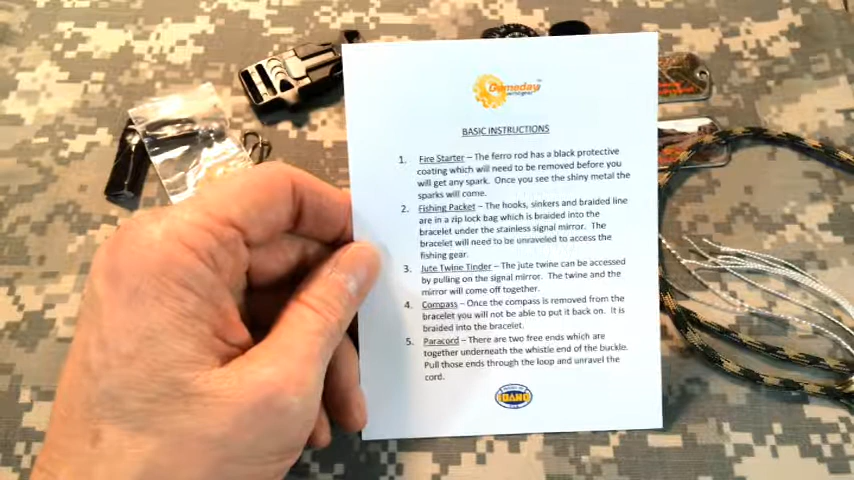 Gameday
BASIC INSTRUCTIONS
1. Fire Starter – The ferro rod has a black protective
coating which will need to be removed before you
will get any spark. Once you see the shiny metal the
sparks will come.
2. Fishing Packet – The hooks, sinkers and braided line
are in a zip lock bag which is braided into the
bracelet under the stainless signal mirror. The
bracelet will need to be unraveled to access the
fishing gear.
3. Jute Twine Tinder – The jute twine can be accessed
by pulling on the signal mirror. The twine and the
mirror will come off together.
4. Compass – Once the compass is removed from the
bracelet you will not be able to put it back on. It is
braided into the bracelet.
5. Paracord – There are two free ends which are
together underneath the whistle end of the buckle.
Pull those ends through the loop and unravel the
cord.
IDAHO